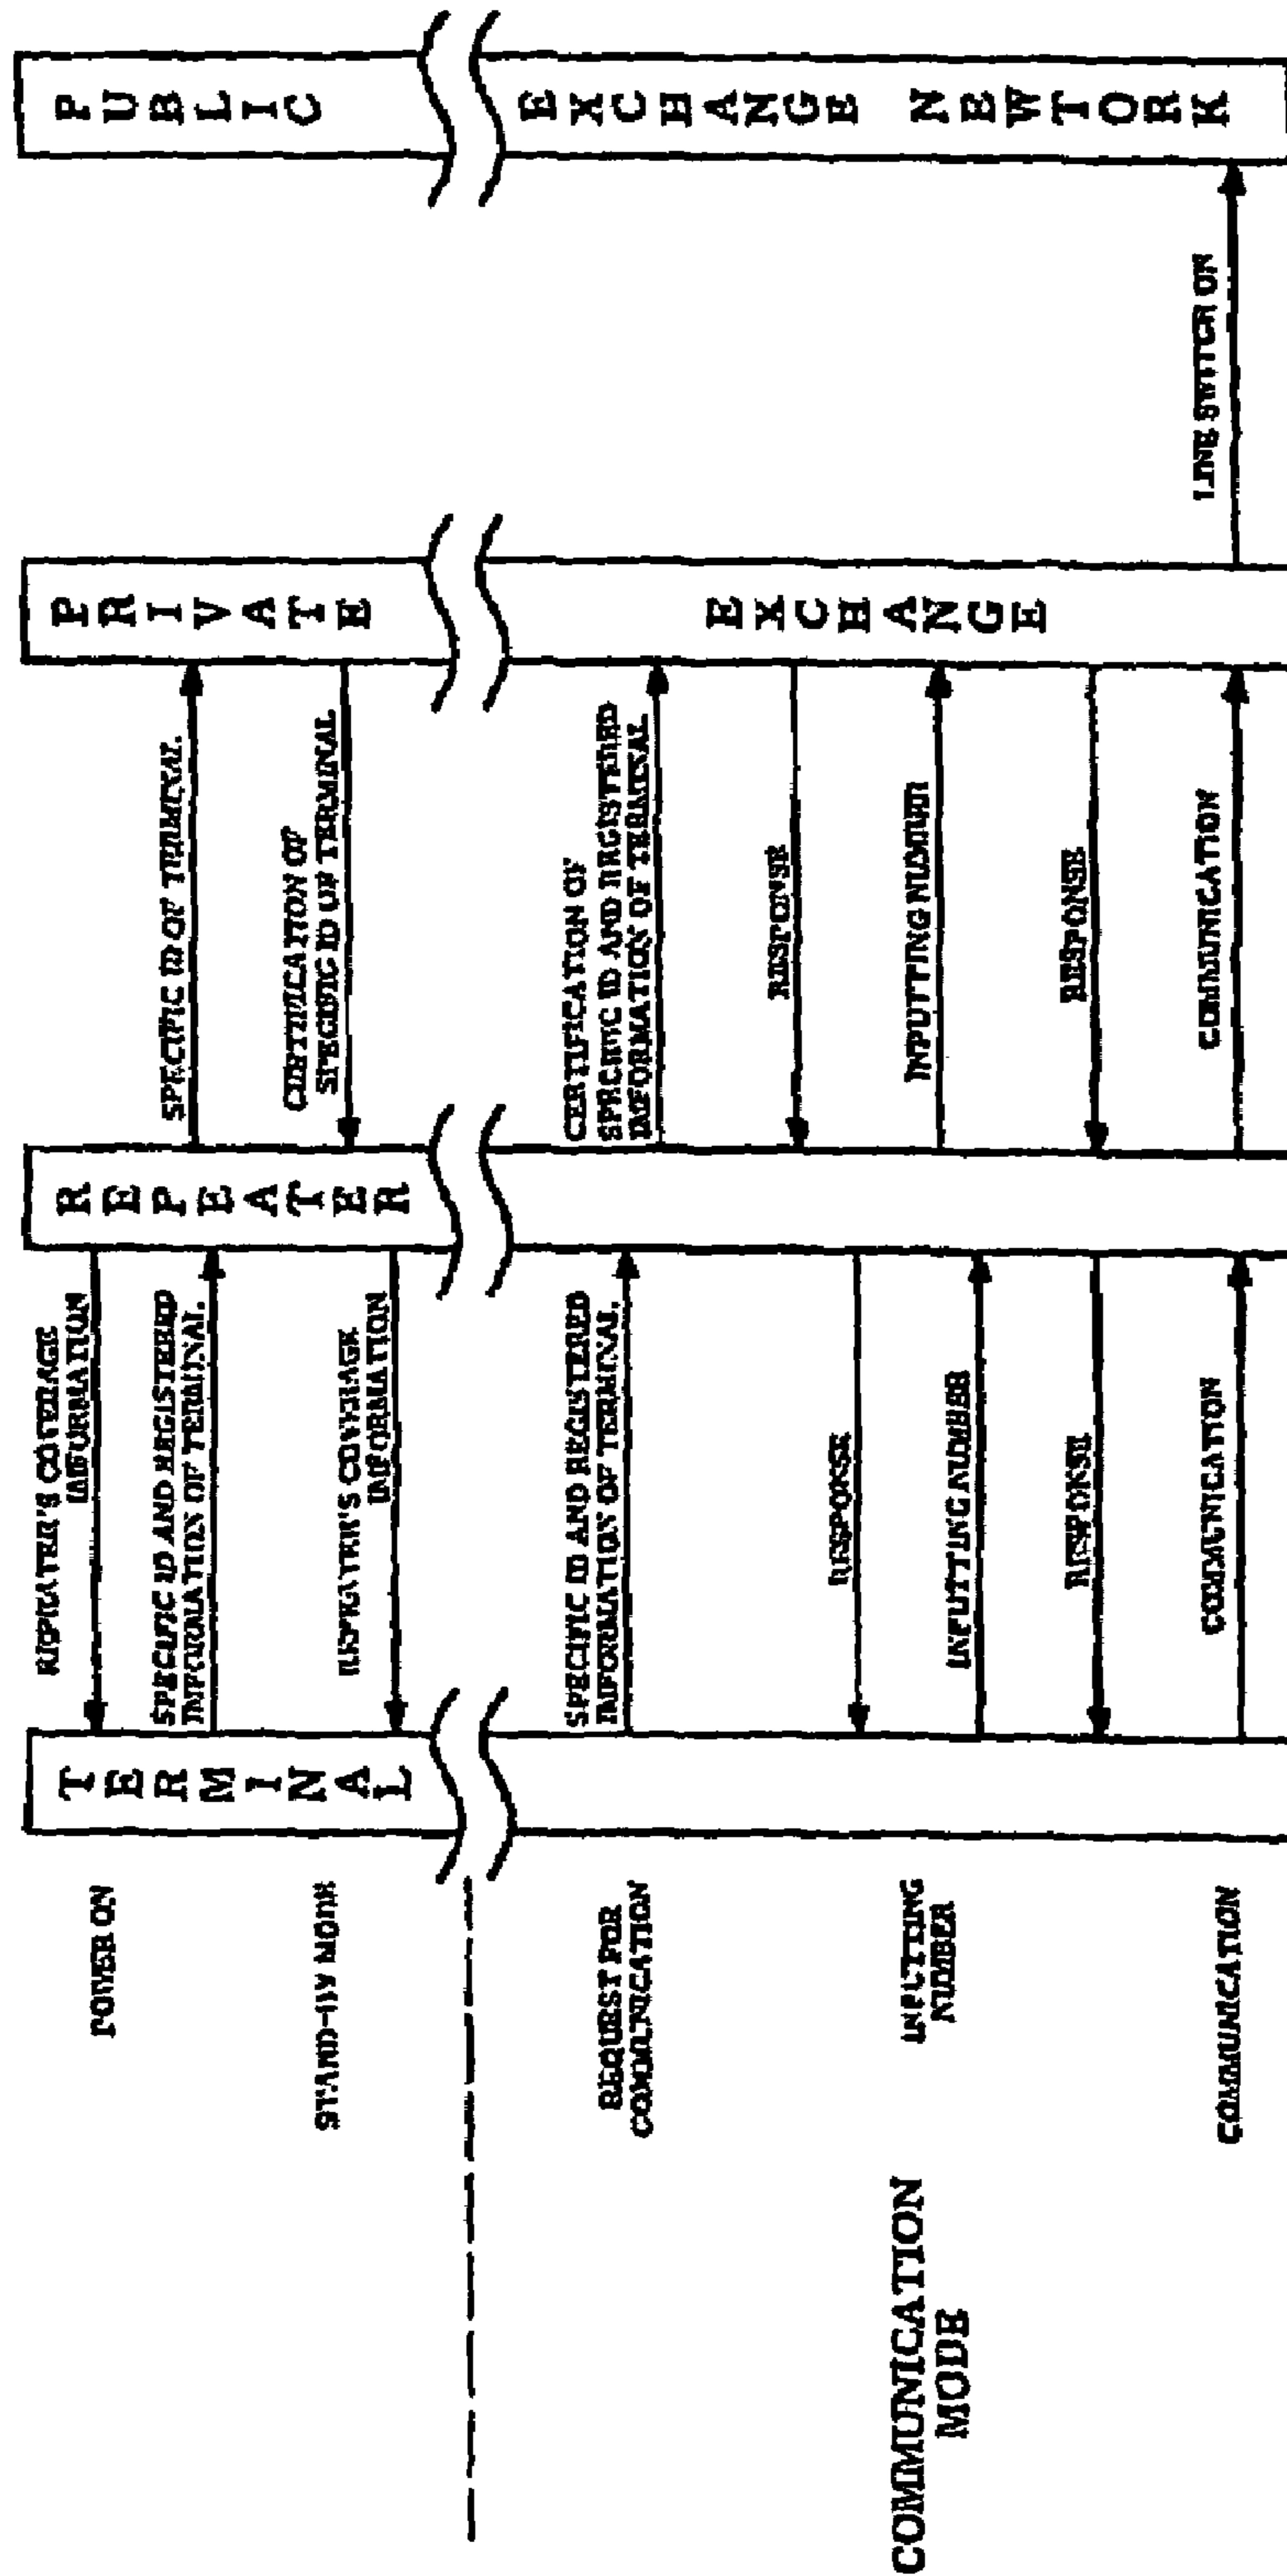 PUBLIC EXCHANGE NEWTORK
PRIVATE EXCHANGE
REPEATER
TERMINAL
LINE SWITCH ON
SPECIFIC ID OF TERMINAL
CERTIFICATION OF
SPECIFIC ID OF TERMINAL
CERTIFICATION OF
SPECIFIC ID AND REGISTERED
INFORMATION OF TERMINAL
RESPONSE
INPUTTING NUMBER
RESPONSE
COMMUNICATION
REPEATER'S COVERAGE
INFORMATION
SPECIFIC ID AND REGISTERED
INFORMATION OF TERMINAL
REPEATER'S COVERAGE
INFORMATION
SPECIFIC ID AND REGISTERED
INFORMATION OF TERMINAL
RESPONSE
INPUTTING NUMBER
RESPONSE
COMMUNICATION
POWER ON
STAND-BY MODE
REQUEST FOR
COMMUNICATION
INPUTTING
NUMBER
COMMUNICATION
COMMUNICATION
MODE